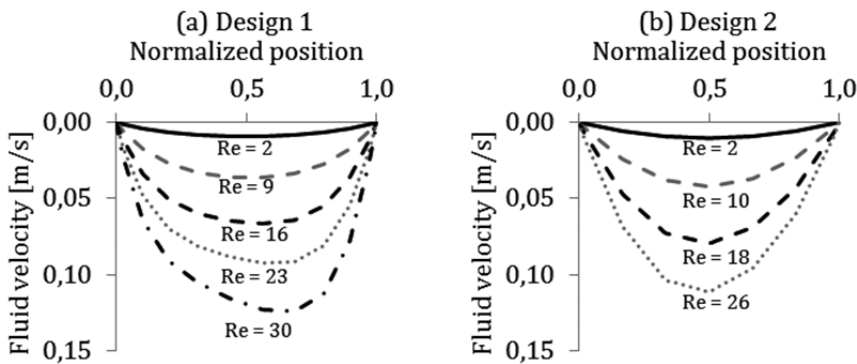 (a) Design 1
Normalized position
0,0 0,5 1,0
0,00
0,05
0,10
0,15
Fluid velocity [m/s]
Re = 2
Re = 9
Re = 16
Re = 23
Re = 30
(b) Design 2
Normalized position
0,0 0,5 1,0
0,00
0,05
0,10
0,15
Fluid velocity [m/s]
Re = 2
Re = 10
Re = 18
Re = 26